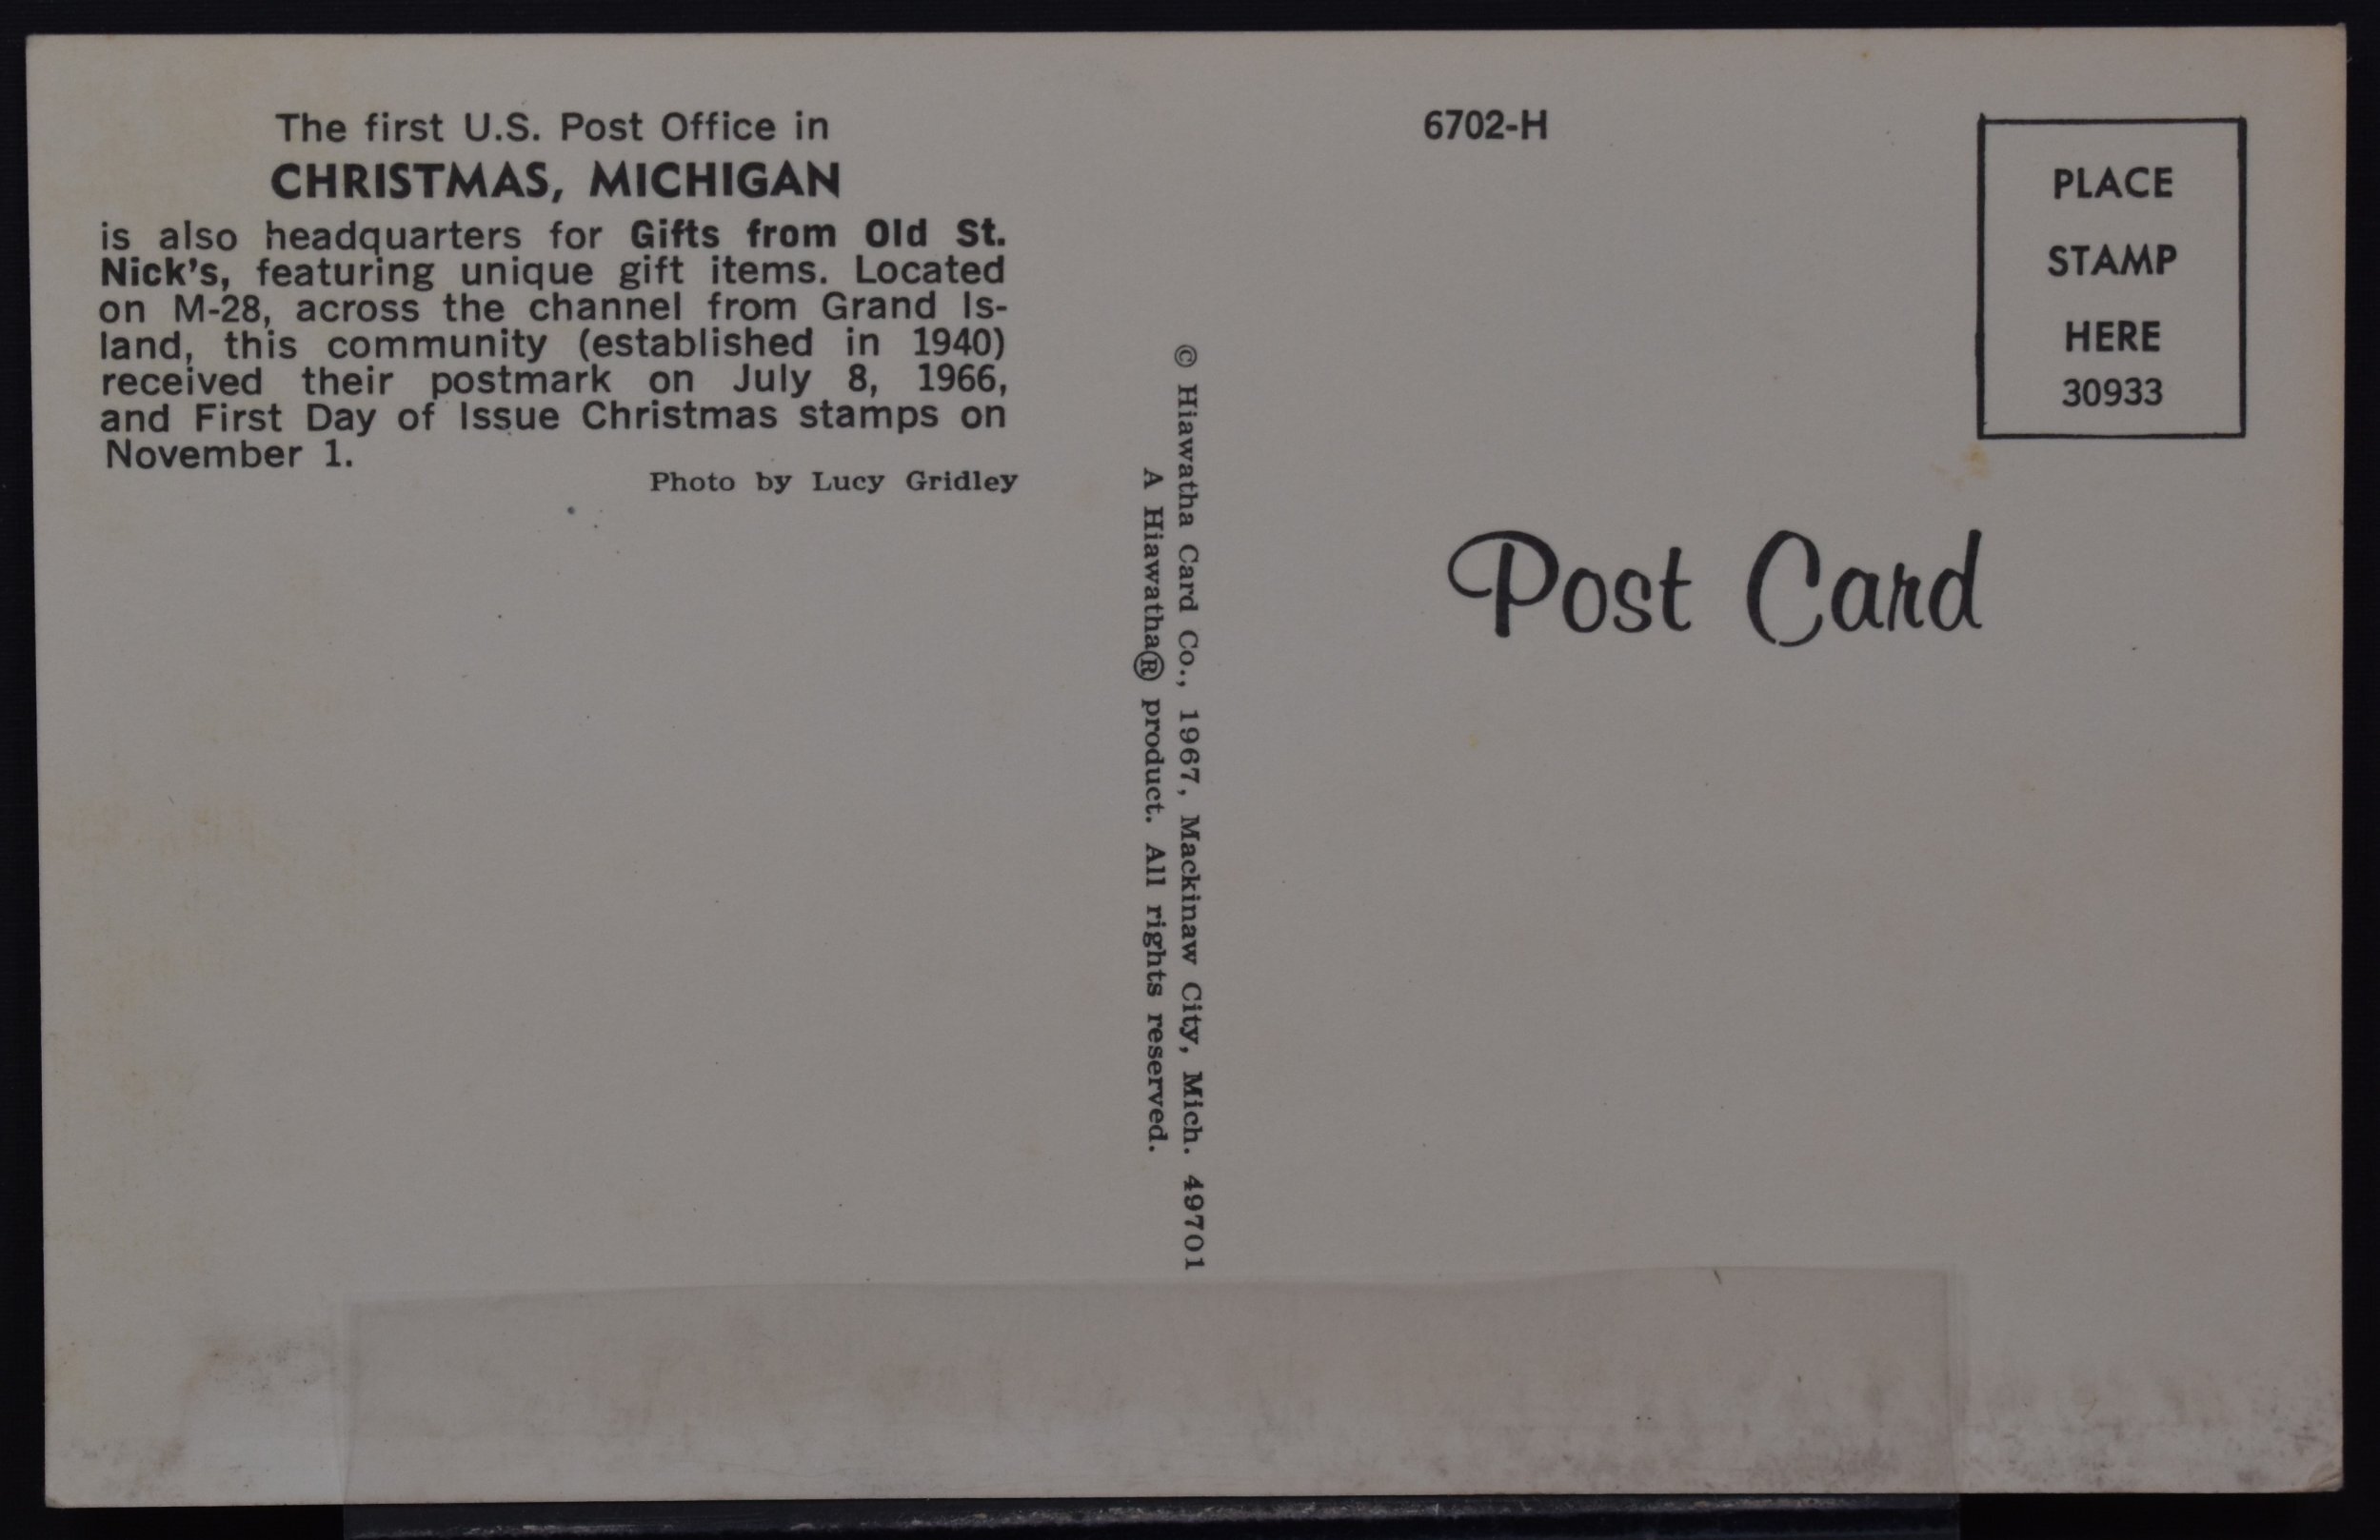 The first U.S. Post Office in
CHRISTMAS, MICHIGAN
is also headquarters for Gifts from Old St.
Nick's, featuring unique gift items. Located
on M-28, across the channel from Grand Is-
land, this community (established in 1940)
received their postmark on July 8, 1966,
and First Day of Issue Christmas stamps on
November 1.
Photo by Lucy Gridley
© Hiawatha Card Co., 1967, Mackinaw City, Mich. 49701
A Hiawatha® product. All rights reserved.
6702-H
PLACE
STAMP
HERE
30933
Post Card